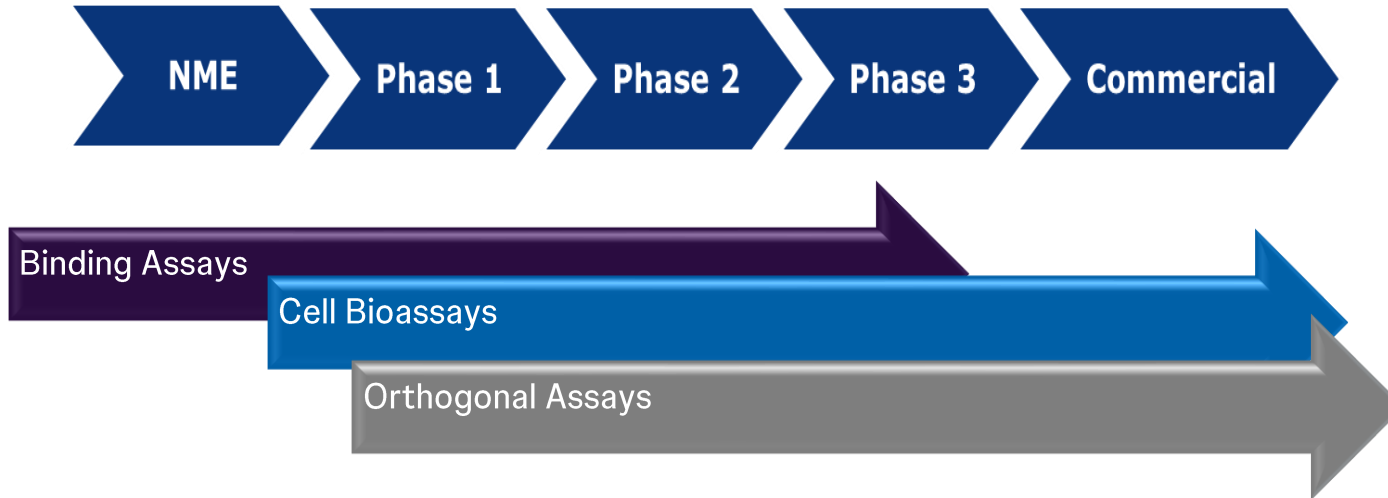 NME
Phase 1
Phase 2
Phase 3
Commercial
Binding Assays
Cell Bioassays
Orthogonal Assays